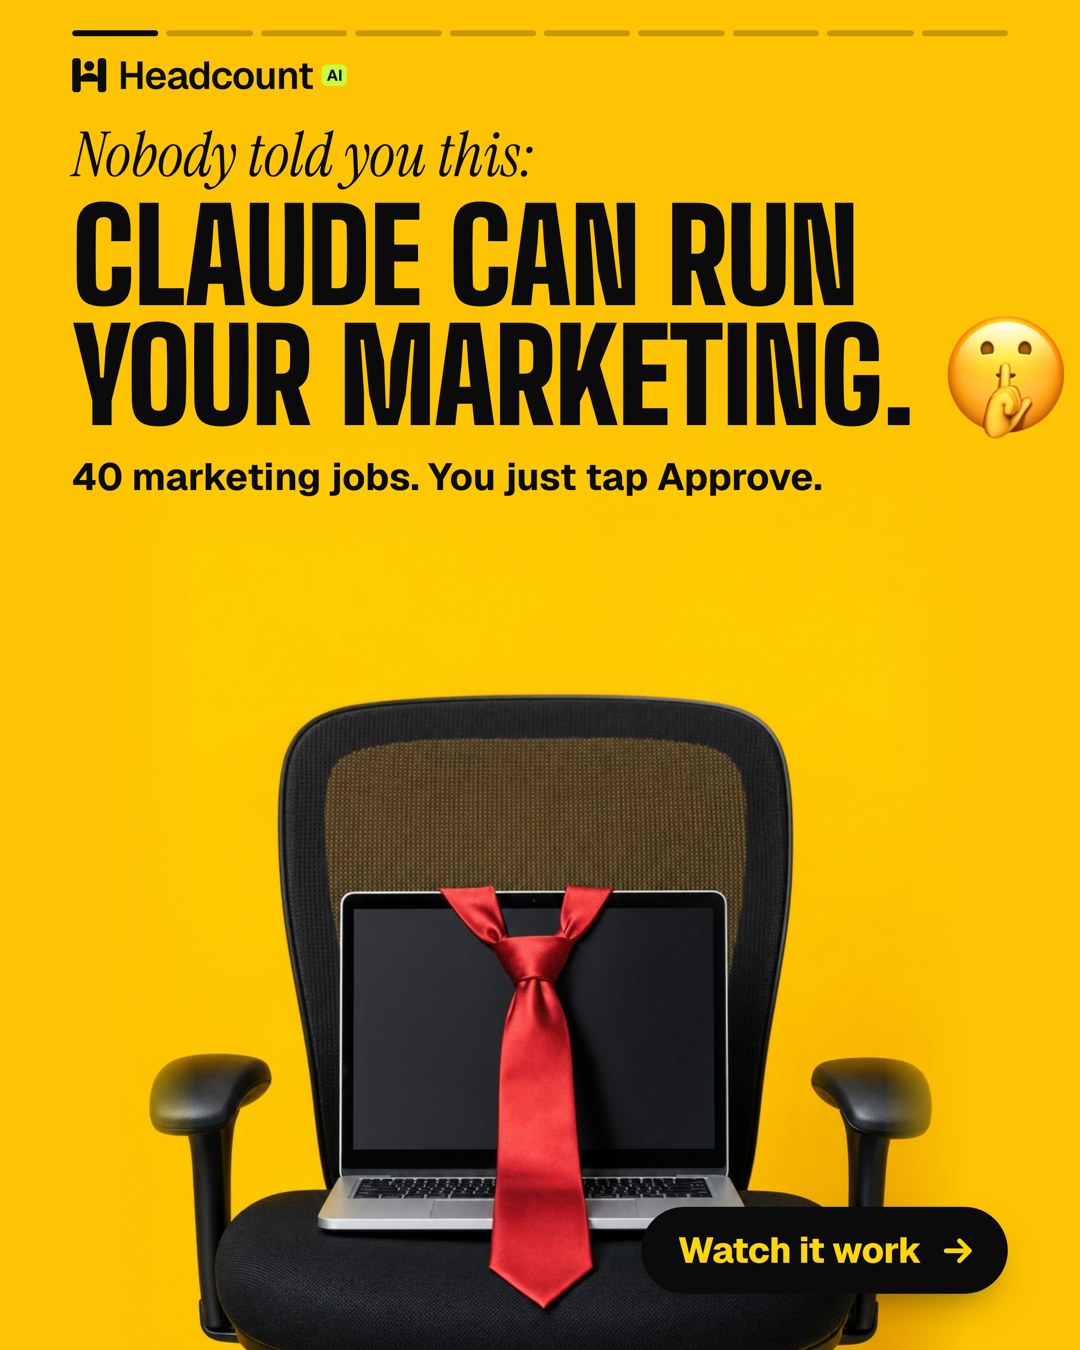 Headcount AI
Nobody told you this:
CLAUDE CAN RUN
YOUR MARKETING.
40 marketing jobs. You just tap Approve.
Watch it work →